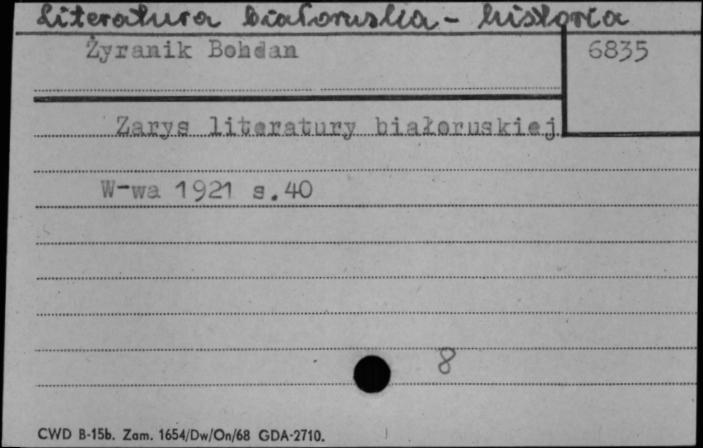 Literatura białoruska - historia
Żyranik Bohdan
6835
Zarys literatury białoruskiej
W-wa 1921 s.40
8
CWD B-15b. Zam. 1654/Dw/On/68 GDA-2710.